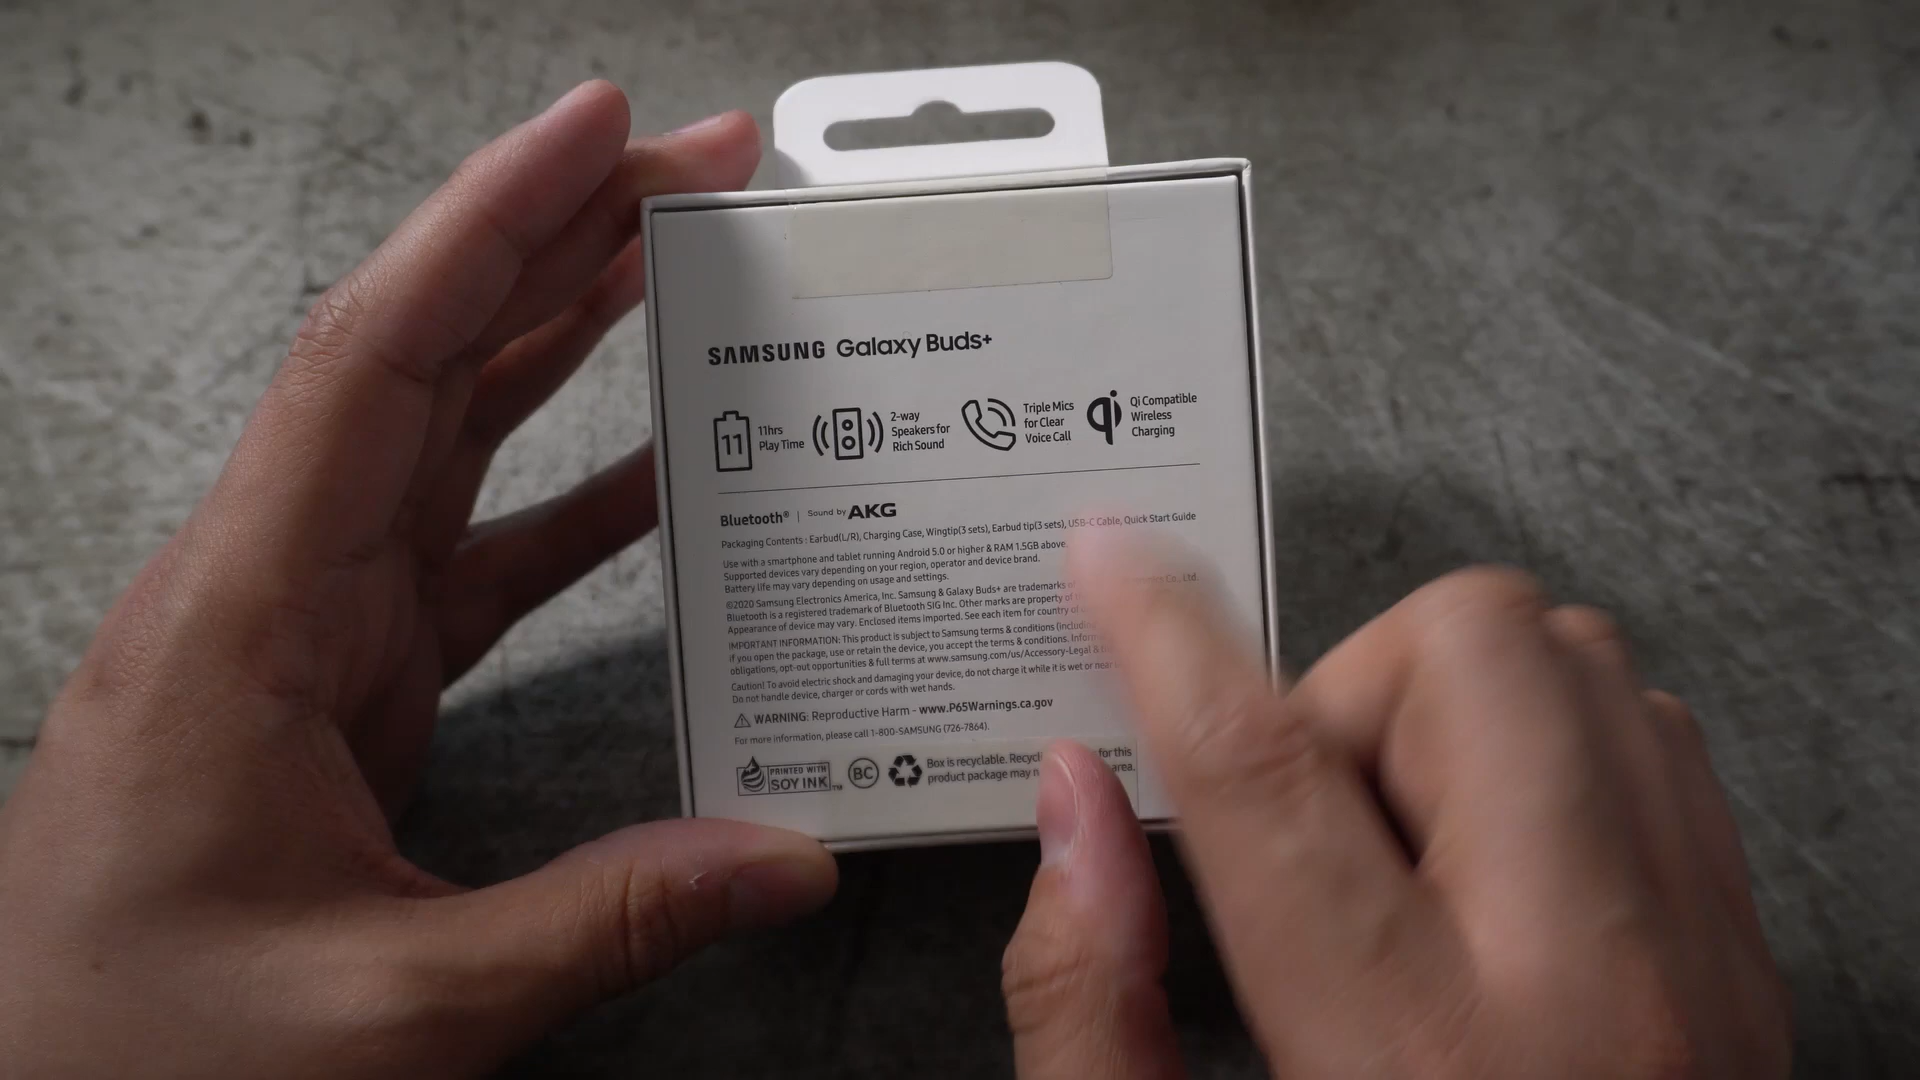 SAMSUNG Galaxy Buds+
11
11hrs
Play Time
2-way
Speakers for
Rich Sound
Triple Mics
for Clear
Voice Call
qi
Qi Compatible
Wireless
Charging
Bluetooth® | Sound by AKG
Packaging Contents : Earbud(L/R), Charging Case, Wingtip(3 sets), Earbud tip(3 sets), USB-C Cable, Quick Start Guide
Use with a smartphone and tablet running Android 5.0 or higher & RAM 1.5GB above.
Supported devices vary depending on your region, operator and device brand.
Battery life may vary depending on usage and settings.
©2020 Samsung Electronics America, Inc. Samsung & Galaxy Buds+ are trademarks Co., Ltd.
Bluetooth is a registered trademark of Bluetooth SIG Inc. Other marks are property of
Appearance of device may vary. Enclosed items imported. See each item for country of
IMPORTANT INFORMATION: This product is subject to Samsung terms & conditions
if you open the package, use or retain the device, you accept the terms & conditions.
obligations, opt-out opportunities & full terms at www.samsung.com/us/Accessory-Legal &
Caution! To avoid electric shock and damaging your device, do not charge it while it is wet or near
Do not handle device, charger or cords with wet hands.
WARNING: Reproductive Harm - www.P65Warnings.ca.gov
For more information, please call 1-800-SAMSUNG (726-7864).
PRINTED WITH
SOY INK™
BC
Box is recyclable. for this
product package may area.